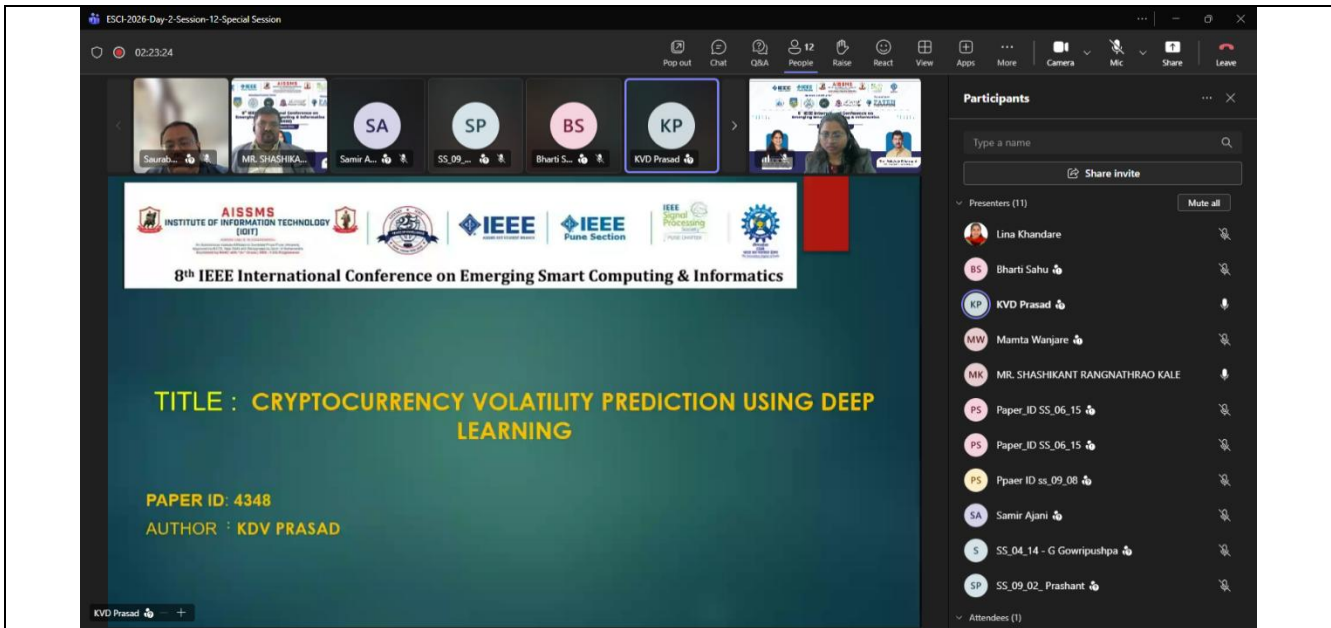 ESCI-2026-Day-2-Session-12-Special Session
02:23:24
Pop out
Chat
Q&A
12
People
Raise
React
View
Apps
More
Camera
Mic
Share
Leave
Saurab...
MR. SHASHIKA...
SA
Samir A...
SP
SS_09_...
BS
Bharti S...
KP
KVD Prasad
AISSMS
INSTITUTE OF INFORMATION TECHNOLOGY
(IOIT)
IEEE
IEEE
Pune Section
IEEE
Signal
Processing
Society
8th IEEE International Conference on Emerging Smart Computing & Informatics
TITLE : CRYPTOCURRENCY VOLATILITY PREDICTION USING DEEP
LEARNING
PAPER ID: 4348
AUTHOR : KDV PRASAD
KVD Prasad
Participants
Type a name
Share invite
Presenters (11)
Mute all
Lina Khandare
BS Bharti Sahu
KP KVD Prasad
MW Mamta Wanjare
MK MR. SHASHIKANT RANGNATHRAO KALE
PS Paper_ID SS_06_15
PS Paper_ID SS_06_15
PS Ppaer ID ss_09_08
SA Samir Ajani
S SS_04_14 - G Gowripushpa
SP SS_09_02_ Prashant
Attendees (1)